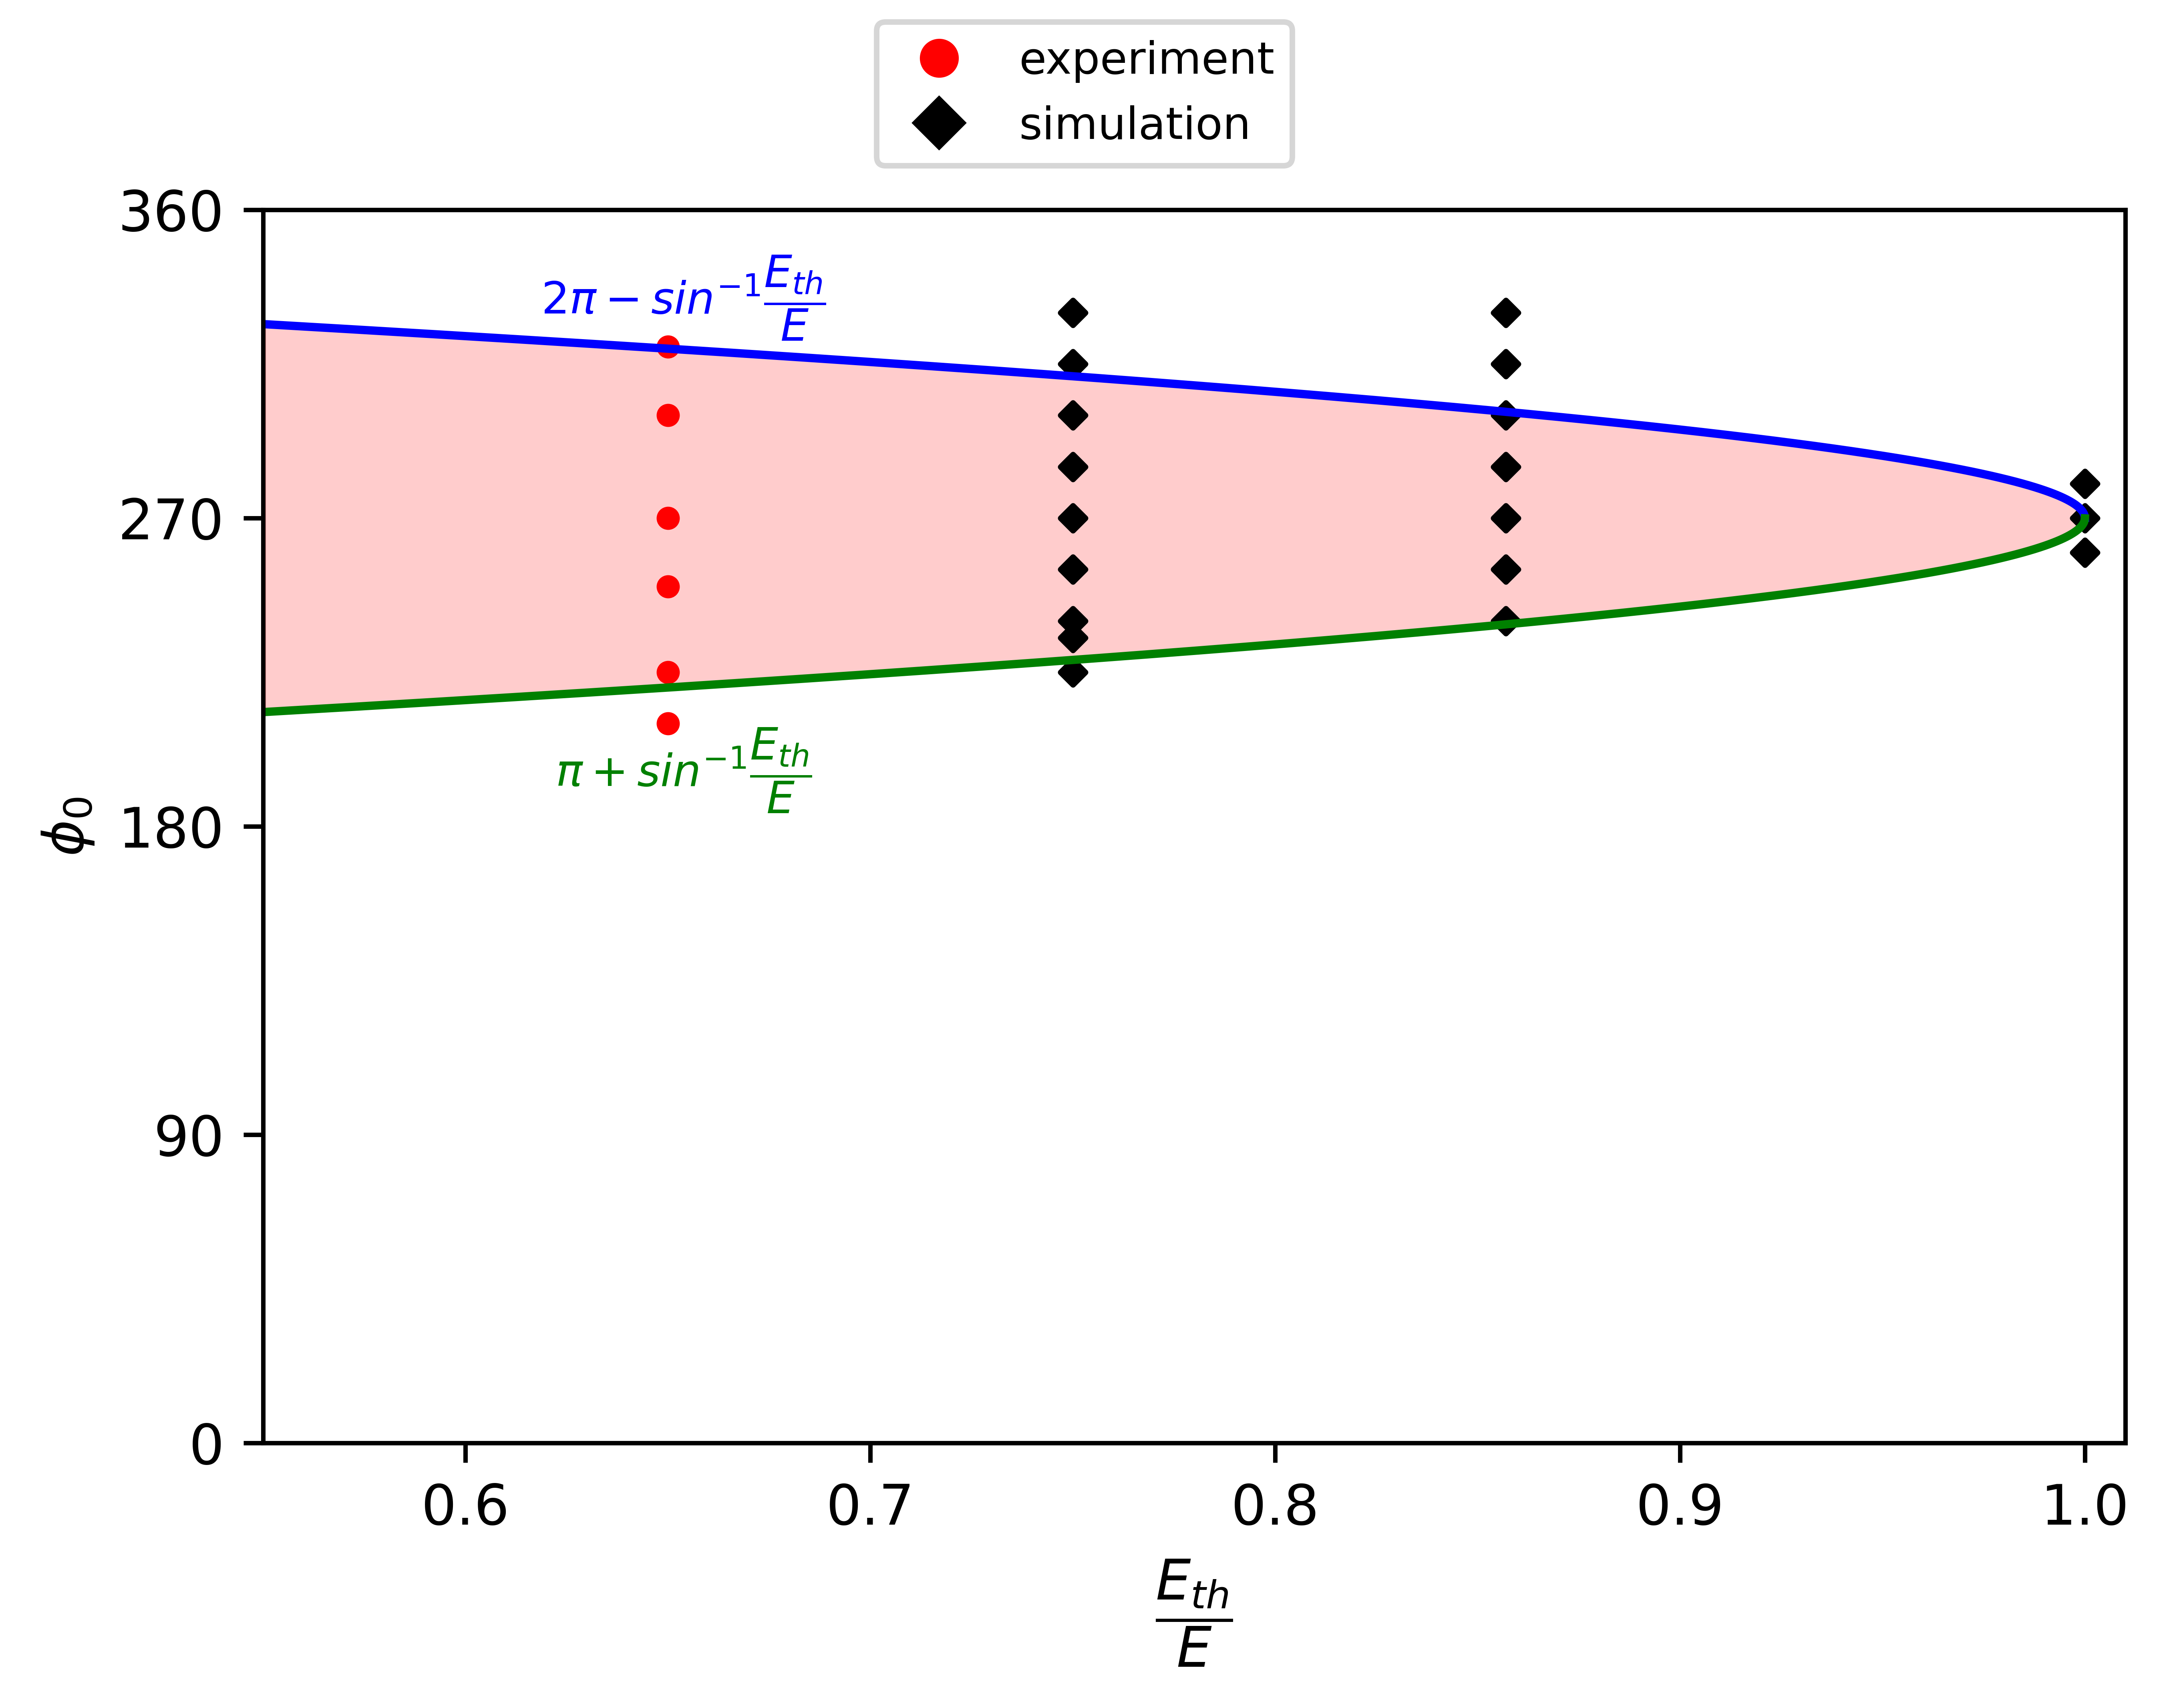 experiment
simulation
360
270
180
90
0
ϕ₀
2π − sin⁻¹ E_th/E
π + sin⁻¹ E_th/E
0.6 0.7 0.8 0.9 1.0
E_th/E